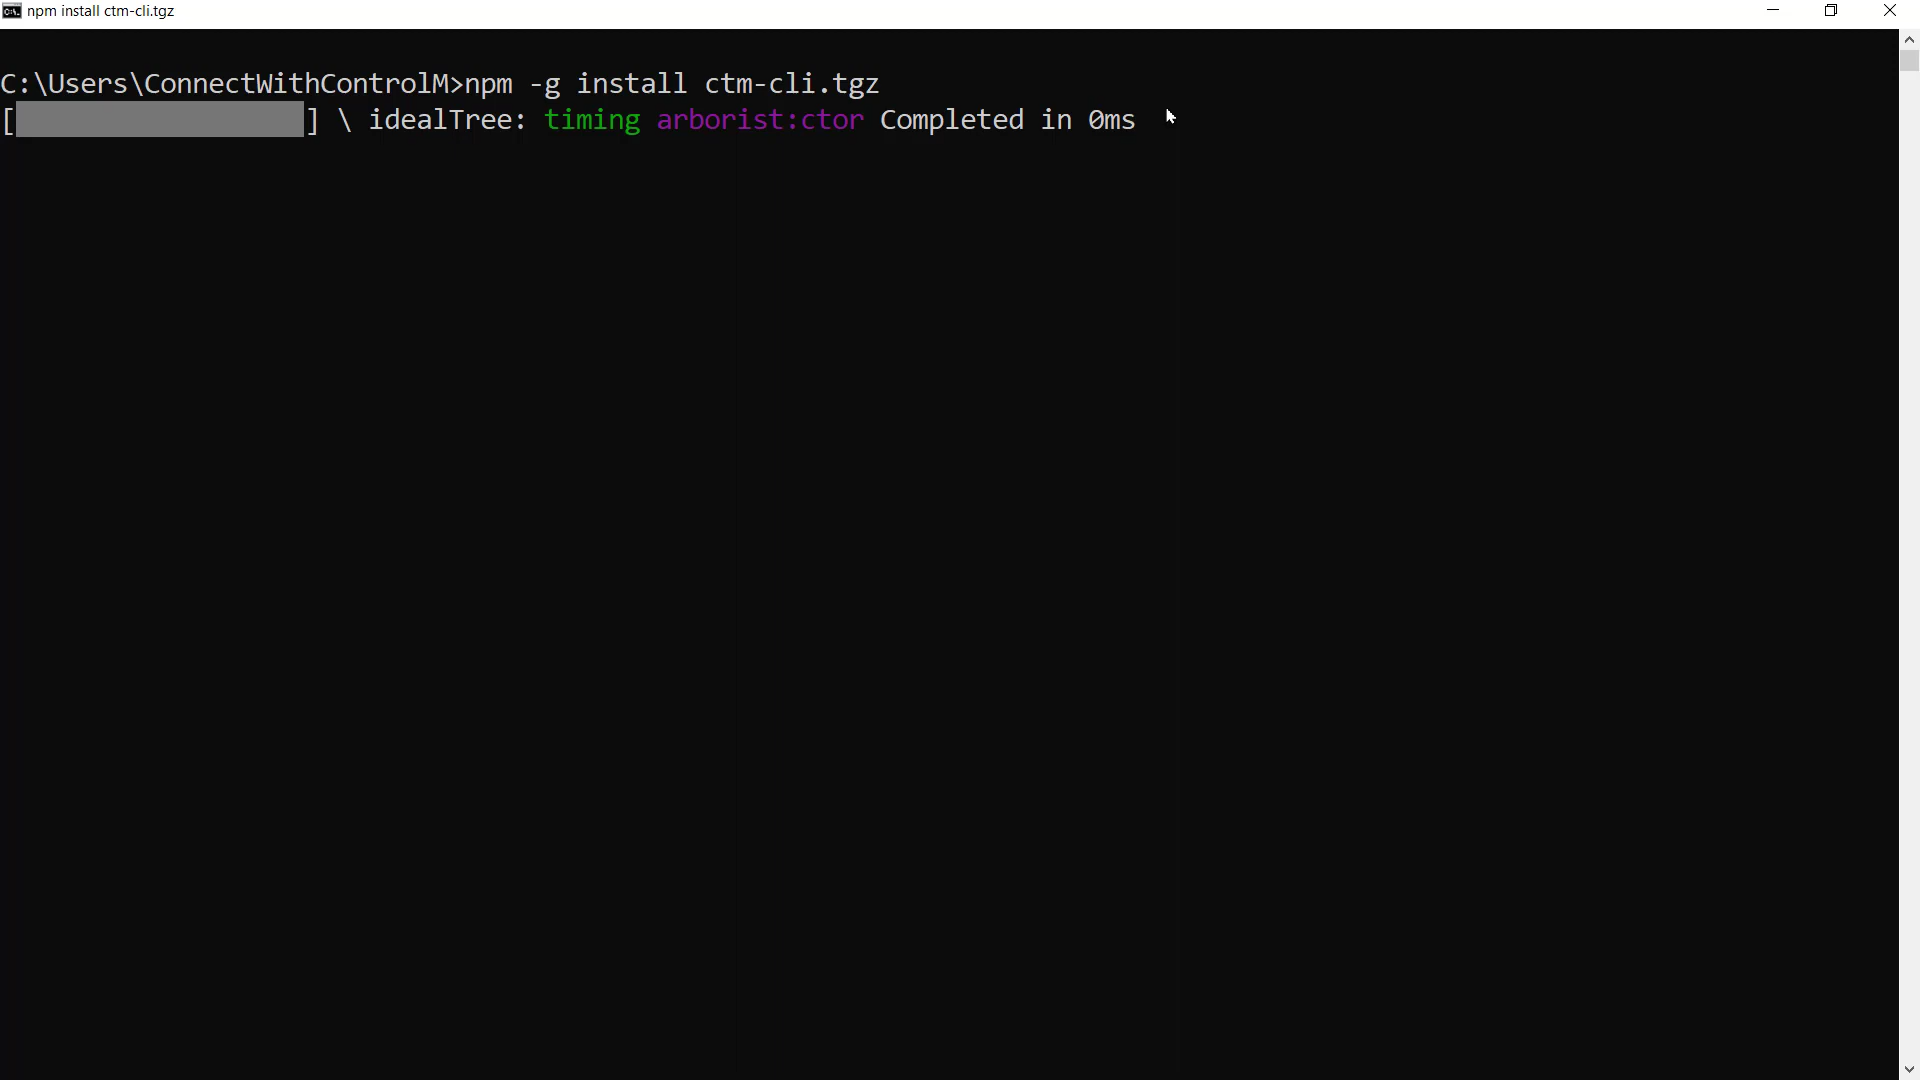 npm install ctm-cli.tgz
C:\Users\ConnectWithControlM>npm -g install ctm-cli.tgz
[                  ] \ idealTree: timing arborist:ctor Completed in 0ms